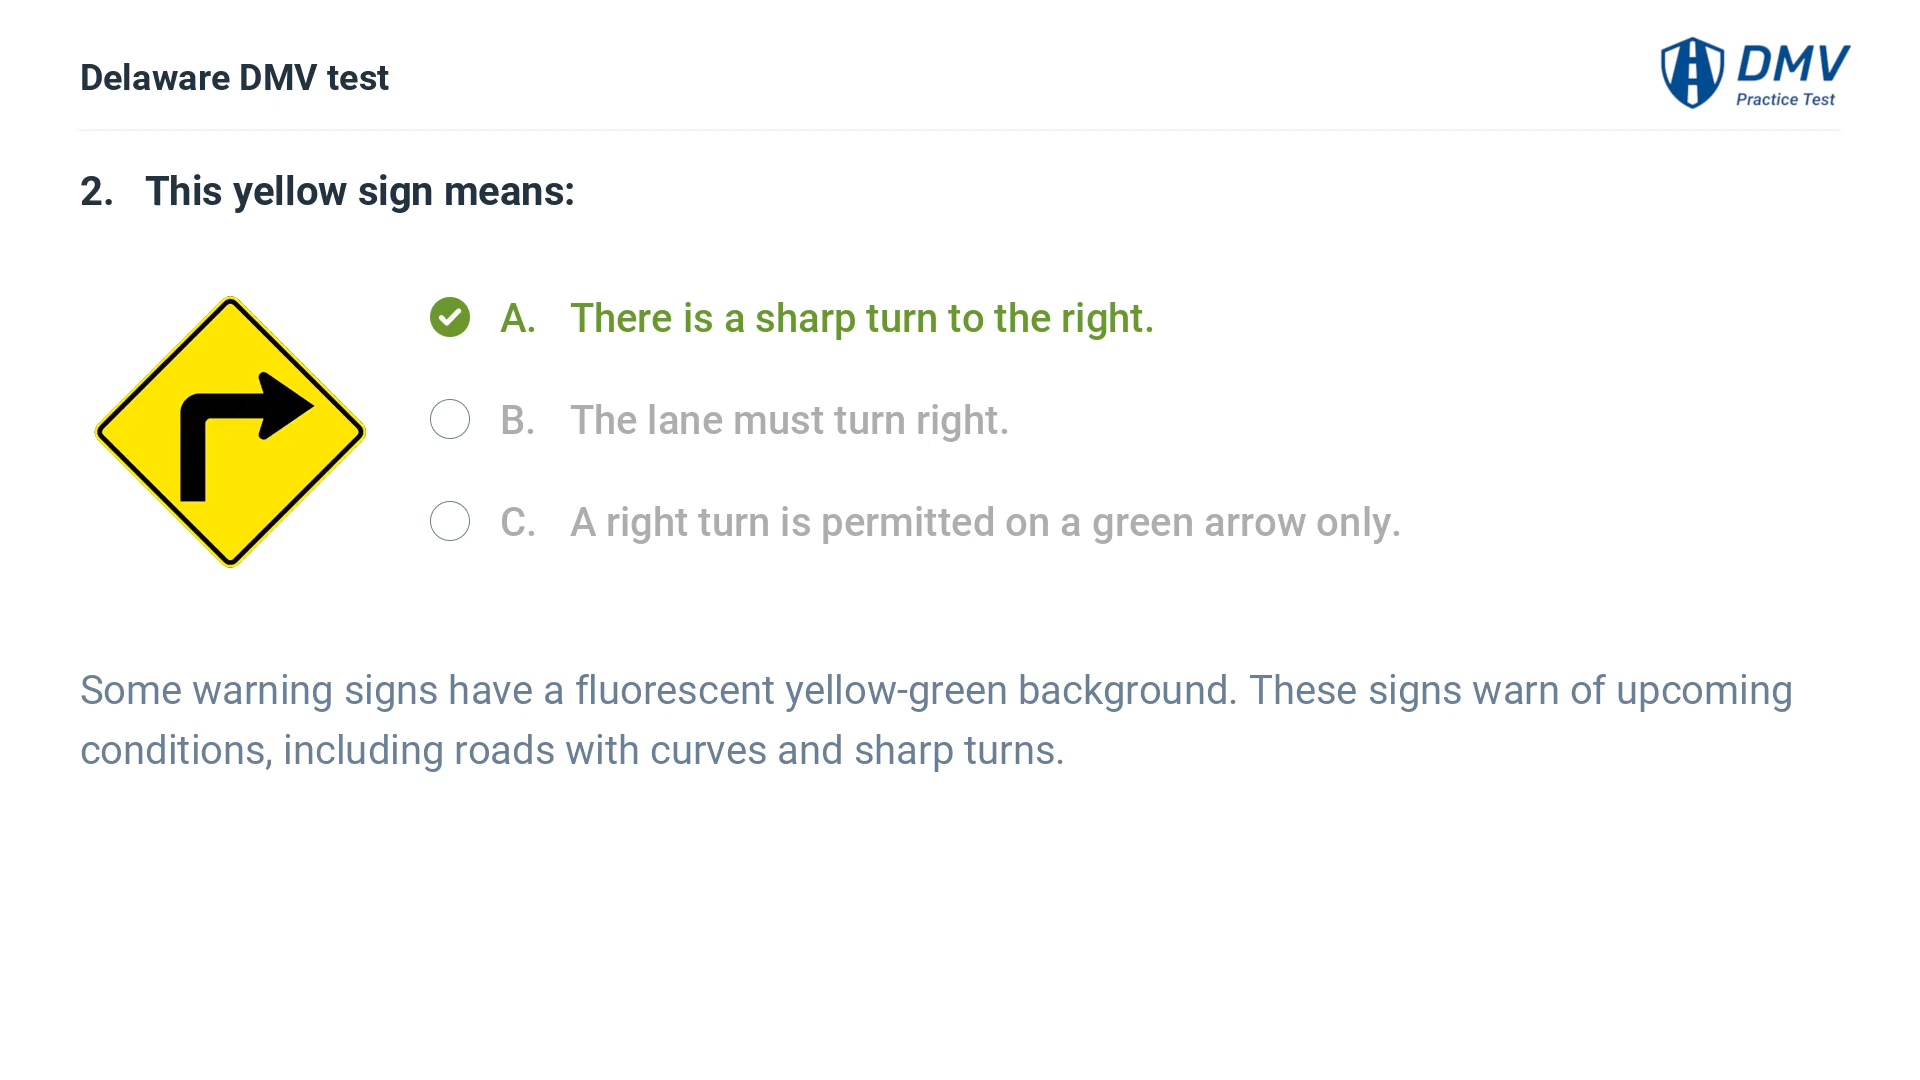 Delaware DMV test
DMV
Practice Test
2. This yellow sign means:
A. There is a sharp turn to the right.
B. The lane must turn right.
C. A right turn is permitted on a green arrow only.
Some warning signs have a fluorescent yellow-green background. These signs warn of upcoming
conditions, including roads with curves and sharp turns.